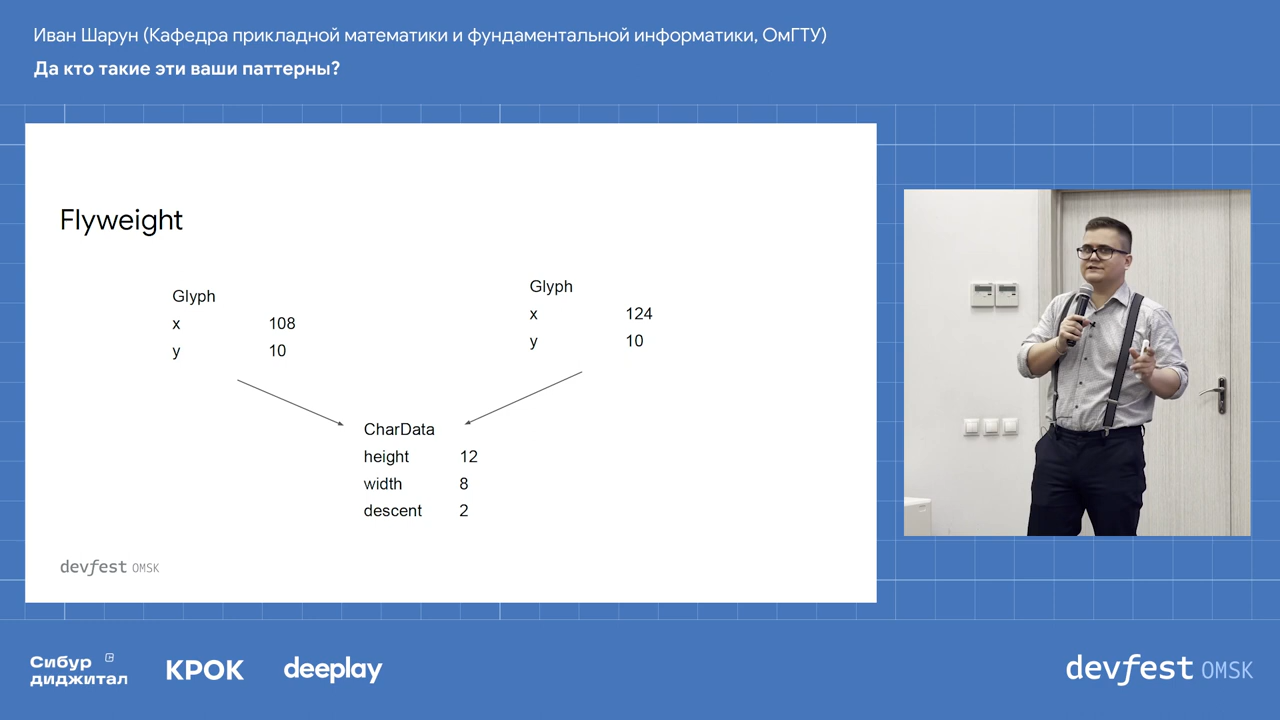 Иван Шарун (Кафедра прикладной математики и фундаментальной информатики, ОмГТУ)
Да кто такие эти ваши паттерны?
Flyweight
Glyph
x 108
y 10
Glyph
x 124
y 10
CharData
height 12
width 8
descent 2
devfest OMSK
Сибур
диджитал
КРОК
deeplay
devfest OMSK